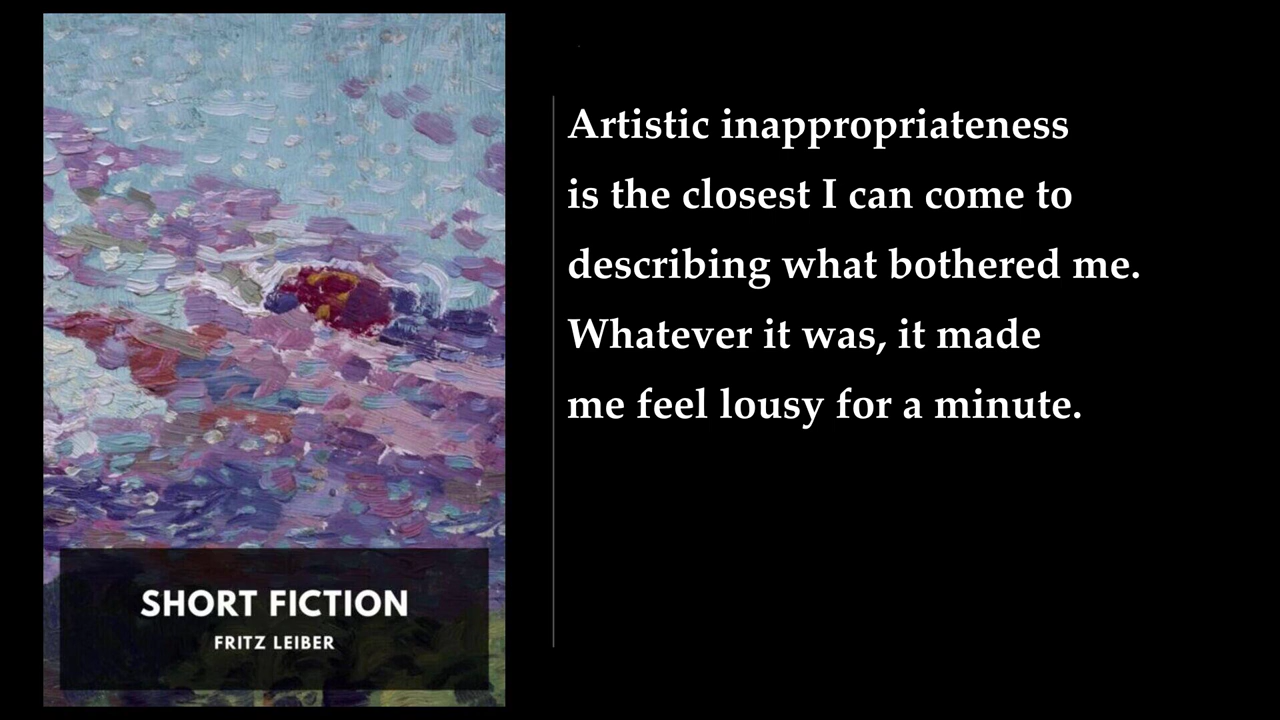 Artistic inappropriateness
is the closest I can come to
describing what bothered me.
Whatever it was, it made
me feel lousy for a minute.
SHORT FICTION
FRITZ LEIBER